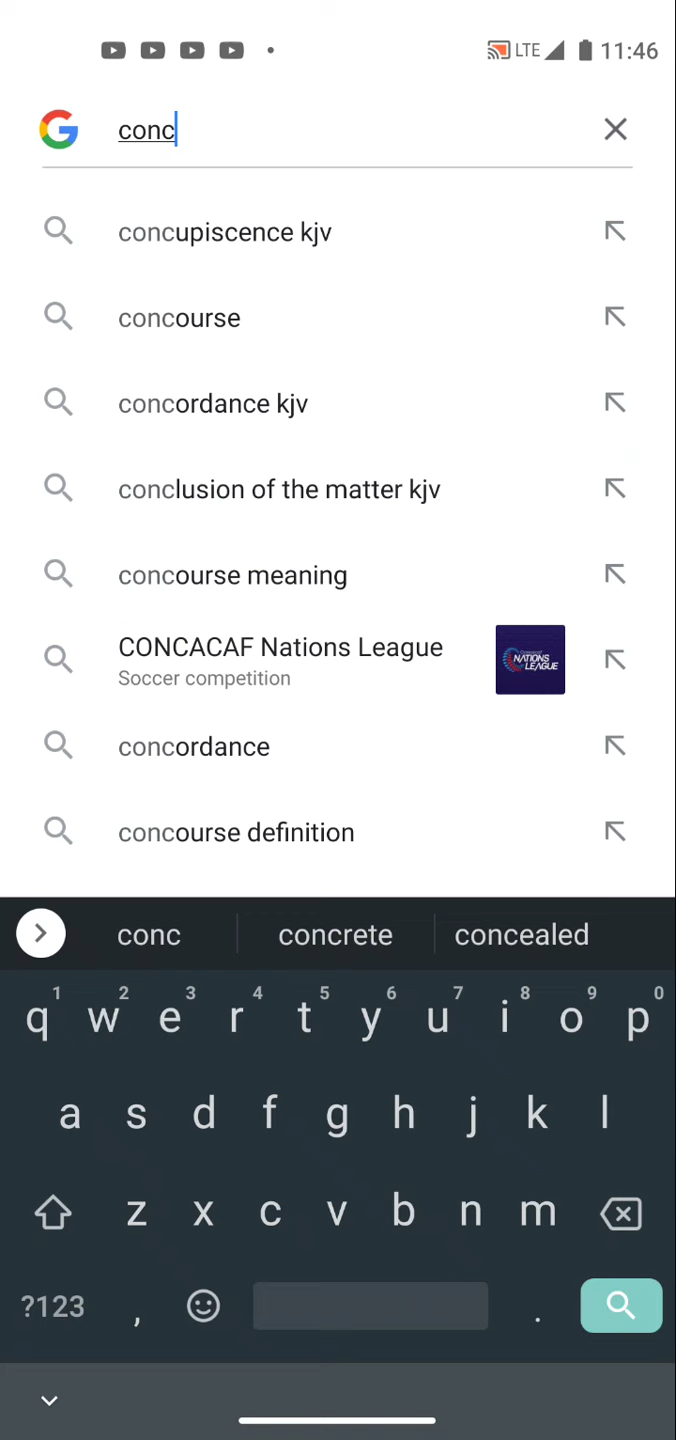 LTE 11:46
conc
concupiscence kjv
concourse
concordance kjv
conclusion of the matter kjv
concourse meaning
CONCACAF Nations League
Soccer competition
NATIONS
LEAGUE
concordance
concourse definition
conc concrete concealed
1 2 3 4 5 6 7 8 9 0
q w e r t y u i o p
a s d f g h j k l
z x c v b n m
?123 , .